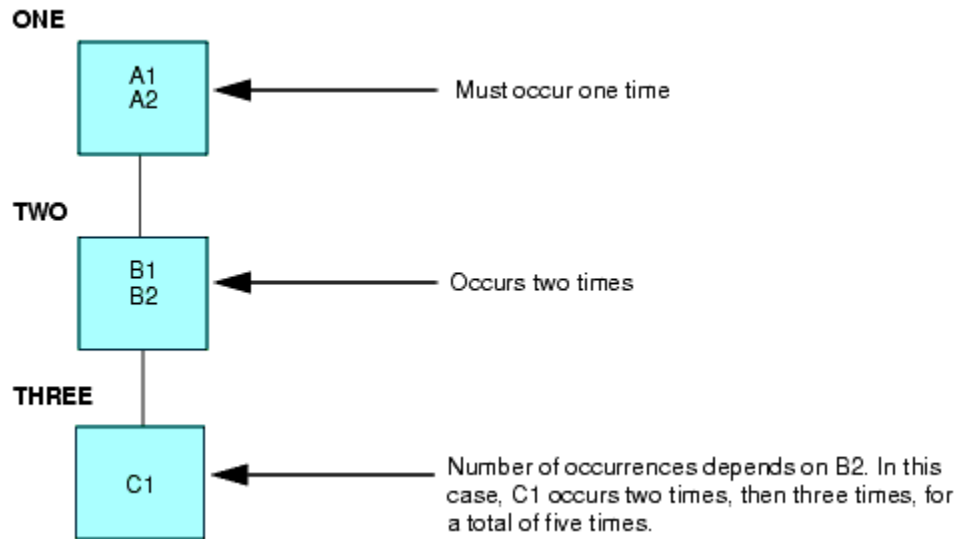 ONE
A1
A2
Must occur one time
TWO
B1
B2
Occurs two times
THREE
C1
Number of occurrences depends on B2. In this
case, C1 occurs two times, then three times, for
a total of five times.